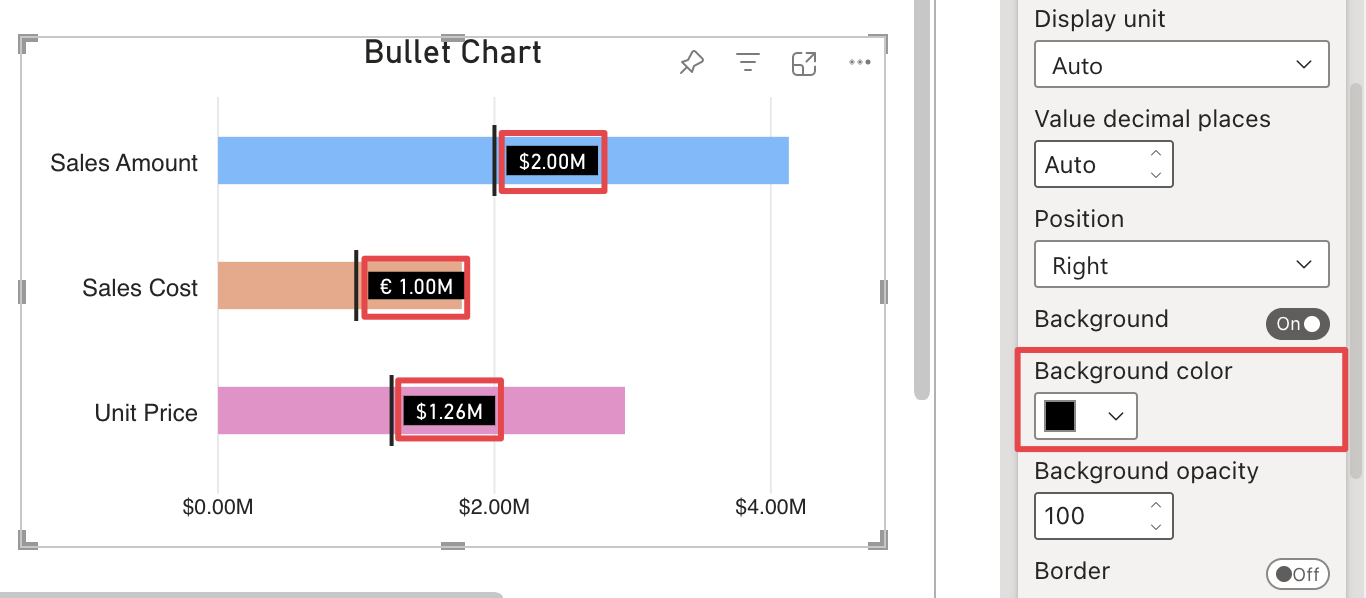 Bullet Chart
Sales Amount
$2.00M
Sales Cost
€ 1.00M
Unit Price
$1.26M
$0.00M $2.00M $4.00M
Display unit
Auto
Value decimal places
Auto
Position
Right
Background
On
Background color
Background opacity
100
Border
Off